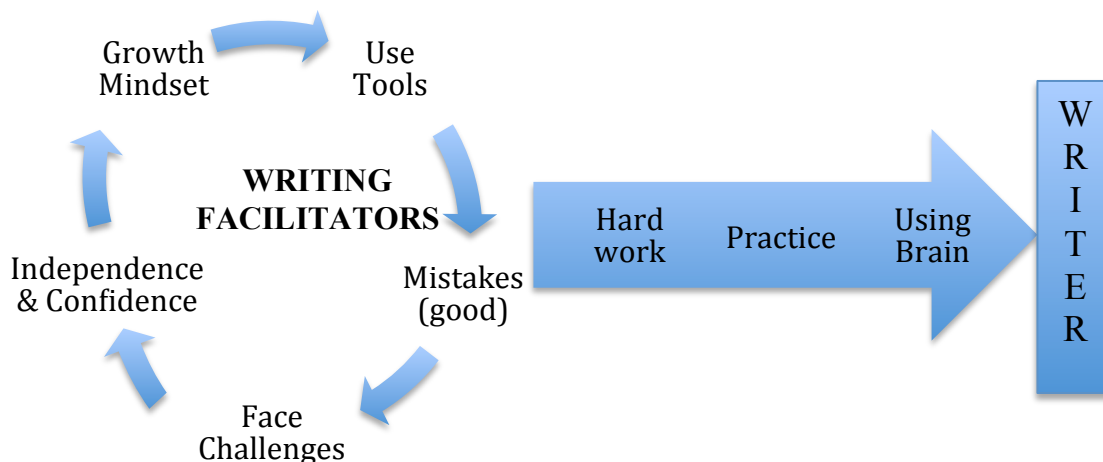 Growth
Mindset
Use
Tools
WRITING
FACILITATORS
Mistakes
(good)
Face
Challenges
Independence
& Confidence
Hard
work
Practice
Using
Brain
W
R
I
T
E
R